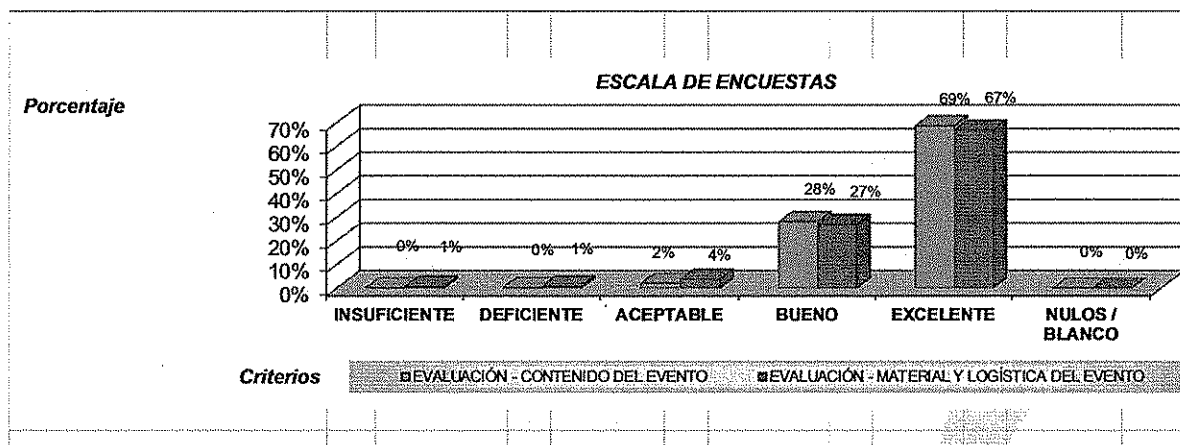 ESCALA DE ENCUESTAS
Porcentaje
69% 67%
70%
60%
50%
40%
30%
20%
10%
0%
28% 27%
0% 1% 0% 1% 2% 4% 0% 0%
INSUFICIENTE DEFICIENTE ACEPTABLE BUENO EXCELENTE NULOS / BLANCO
Criterios EVALUACIÓN - CONTENIDO DEL EVENTO EVALUACIÓN - MATERIAL Y LOGÍSTICA DEL EVENTO